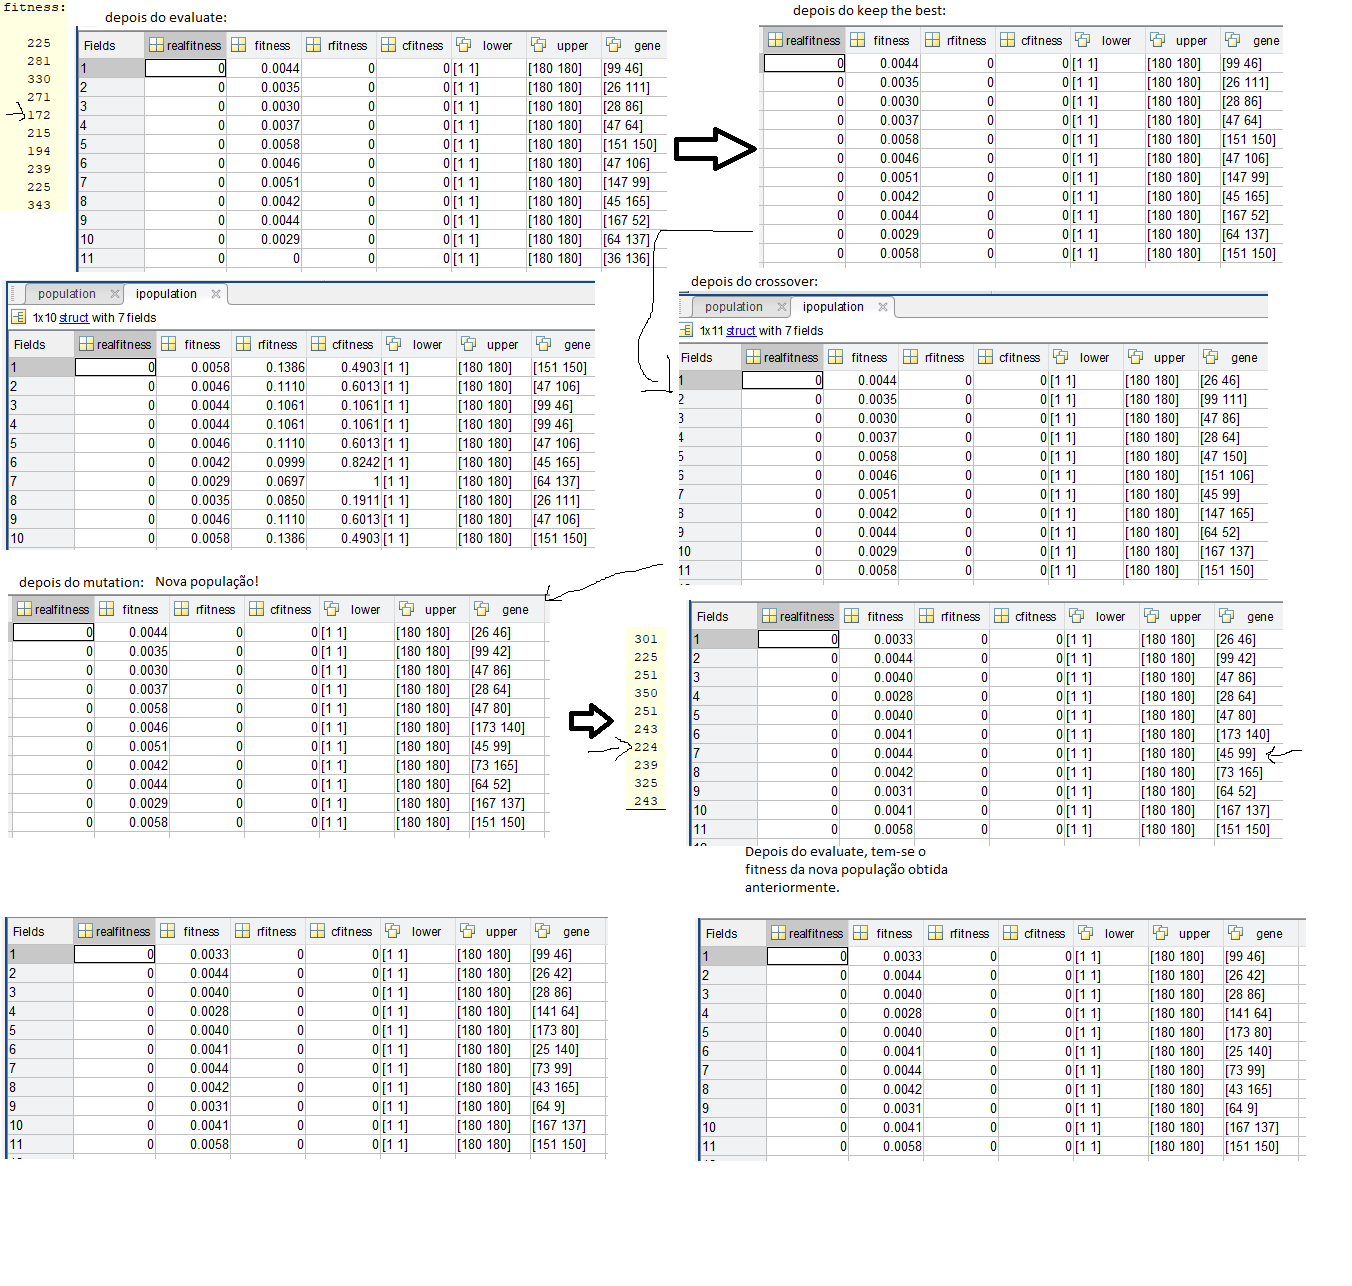 fitness:
225
281
330
271
172
215
194
239
225
343
depois do evaluate:
Fields realfitness fitness rfitness cfitness lower upper gene
1 0 0.0044 0 0 [1 1] [180 180] [99 46]
2 0 0.0035 0 0 [1 1] [180 180] [26 111]
3 0 0.0030 0 0 [1 1] [180 180] [28 86]
4 0 0.0037 0 0 [1 1] [180 180] [47 64]
5 0 0.0058 0 0 [1 1] [180 180] [151 150]
6 0 0.0046 0 0 [1 1] [180 180] [47 106]
7 0 0.0051 0 0 [1 1] [180 180] [147 99]
8 0 0.0042 0 0 [1 1] [180 180] [45 165]
9 0 0.0044 0 0 [1 1] [180 180] [167 52]
10 0 0.0029 0 0 [1 1] [180 180] [64 137]
11 0 0 0 0 [1 1] [180 180] [36 136]
depois do keep the best:
realfitness fitness rfitness cfitness lower upper gene
0 0.0044 0 0 [1 1] [180 180] [99 46]
0 0.0035 0 0 [1 1] [180 180] [26 111]
0 0.0030 0 0 [1 1] [180 180] [28 86]
0 0.0037 0 0 [1 1] [180 180] [47 64]
0 0.0058 0 0 [1 1] [180 180] [151 150]
0 0.0046 0 0 [1 1] [180 180] [47 106]
0 0.0051 0 0 [1 1] [180 180] [147 99]
0 0.0042 0 0 [1 1] [180 180] [45 165]
0 0.0044 0 0 [1 1] [180 180] [167 52]
0 0.0029 0 0 [1 1] [180 180] [64 137]
0 0.0058 0 0 [1 1] [180 180] [151 150]
population ipopulation
1x10 struct with 7 fields
Fields realfitness fitness rfitness cfitness lower upper gene
1 0 0.0058 0.1386 0.4903 [1 1] [180 180] [151 150]
2 0 0.0046 0.1110 0.6013 [1 1] [180 180] [47 106]
3 0 0.0044 0.1061 0.1061 [1 1] [180 180] [99 46]
4 0 0.0044 0.1061 0.1061 [1 1] [180 180] [99 46]
5 0 0.0046 0.1110 0.6013 [1 1] [180 180] [47 106]
6 0 0.0042 0.0999 0.8242 [1 1] [180 180] [45 165]
7 0 0.0029 0.0697 1 [1 1] [180 180] [64 137]
8 0 0.0035 0.0850 0.1911 [1 1] [180 180] [26 111]
9 0 0.0046 0.1110 0.6013 [1 1] [180 180] [47 106]
10 0 0.0058 0.1386 0.4903 [1 1] [180 180] [151 150]
depois do crossover:
population ipopulation
1x11 struct with 7 fields
Fields realfitness fitness rfitness cfitness lower upper gene
1 0 0.0044 0 0 [1 1] [180 180] [26 46]
2 0 0.0035 0 0 [1 1] [180 180] [99 111]
3 0 0.0030 0 0 [1 1] [180 180] [47 86]
4 0 0.0037 0 0 [1 1] [180 180] [28 64]
5 0 0.0058 0 0 [1 1] [180 180] [47 150]
6 0 0.0046 0 0 [1 1] [180 180] [151 106]
7 0 0.0051 0 0 [1 1] [180 180] [45 99]
8 0 0.0042 0 0 [1 1] [180 180] [147 165]
9 0 0.0044 0 0 [1 1] [180 180] [64 52]
10 0 0.0029 0 0 [1 1] [180 180] [167 137]
11 0 0.0058 0 0 [1 1] [180 180] [151 150]
depois do mutation: Nova população!
realfitness fitness rfitness cfitness lower upper gene
0 0.0044 0 0 [1 1] [180 180] [26 46]
0 0.0035 0 0 [1 1] [180 180] [99 42]
0 0.0030 0 0 [1 1] [180 180] [47 86]
0 0.0037 0 0 [1 1] [180 180] [28 64]
0 0.0058 0 0 [1 1] [180 180] [47 80]
0 0.0046 0 0 [1 1] [180 180] [173 140]
0 0.0051 0 0 [1 1] [180 180] [45 99]
0 0.0042 0 0 [1 1] [180 180] [73 165]
0 0.0044 0 0 [1 1] [180 180] [64 52]
0 0.0029 0 0 [1 1] [180 180] [167 137]
0 0.0058 0 0 [1 1] [180 180] [151 150]
301
225
251
350
251
243
224
239
325
243
Fields realfitness fitness rfitness cfitness lower upper gene
1 0 0.0033 0 0 [1 1] [180 180] [26 46]
2 0 0.0044 0 0 [1 1] [180 180] [99 42]
3 0 0.0040 0 0 [1 1] [180 180] [47 86]
4 0 0.0028 0 0 [1 1] [180 180] [28 64]
5 0 0.0040 0 0 [1 1] [180 180] [47 80]
6 0 0.0041 0 0 [1 1] [180 180] [173 140]
7 0 0.0044 0 0 [1 1] [180 180] [45 99]
8 0 0.0042 0 0 [1 1] [180 180] [73 165]
9 0 0.0031 0 0 [1 1] [180 180] [64 52]
10 0 0.0041 0 0 [1 1] [180 180] [167 137]
11 0 0.0058 0 0 [1 1] [180 180] [151 150]
Depois do evaluate, tem-se o
fitness da nova população obtida
anteriormente.
Fields realfitness fitness rfitness cfitness lower upper gene
1 0 0.0033 0 0 [1 1] [180 180] [99 46]
2 0 0.0044 0 0 [1 1] [180 180] [26 42]
3 0 0.0040 0 0 [1 1] [180 180] [28 86]
4 0 0.0028 0 0 [1 1] [180 180] [141 64]
5 0 0.0040 0 0 [1 1] [180 180] [173 80]
6 0 0.0041 0 0 [1 1] [180 180] [25 140]
7 0 0.0044 0 0 [1 1] [180 180] [73 99]
8 0 0.0042 0 0 [1 1] [180 180] [43 165]
9 0 0.0031 0 0 [1 1] [180 180] [64 9]
10 0 0.0041 0 0 [1 1] [180 180] [167 137]
11 0 0.0058 0 0 [1 1] [180 180] [151 150]
Fields realfitness fitness rfitness cfitness lower upper gene
1 0 0.0033 0 0 [1 1] [180 180] [99 46]
2 0 0.0044 0 0 [1 1] [180 180] [26 42]
3 0 0.0040 0 0 [1 1] [180 180] [28 86]
4 0 0.0028 0 0 [1 1] [180 180] [141 64]
5 0 0.0040 0 0 [1 1] [180 180] [173 80]
6 0 0.0041 0 0 [1 1] [180 180] [25 140]
7 0 0.0044 0 0 [1 1] [180 180] [73 99]
8 0 0.0042 0 0 [1 1] [180 180] [43 165]
9 0 0.0031 0 0 [1 1] [180 180] [64 9]
10 0 0.0041 0 0 [1 1] [180 180] [167 137]
11 0 0.0058 0 0 [1 1] [180 180] [151 150]